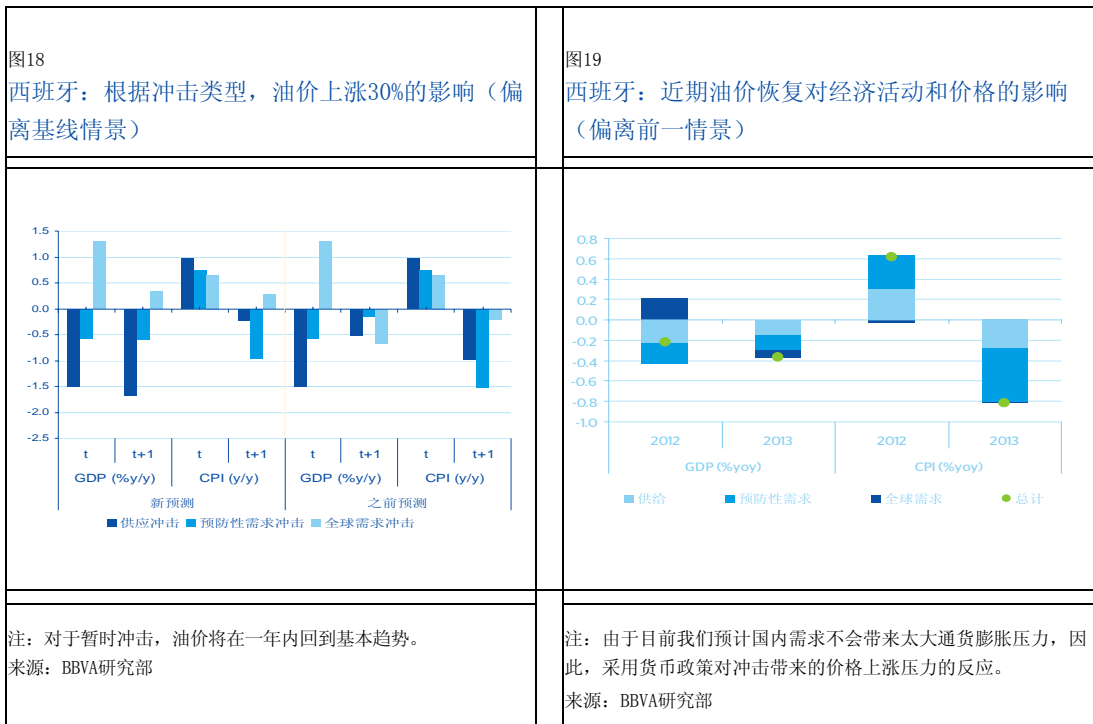 图18
西班牙：根据冲击类型，油价上涨30%的影响（偏
离基线情景）
1.5
1.0
0.5
0.0
-0.5
-1.0
-1.5
-2.0
-2.5
t t+1 t t+1 t t+1 t t+1
GDP (%y/y) CPI (y/y) GDP (%y/y) CPI (y/y)
新预测 之前预测
供应冲击 预防性需求冲击 全球需求冲击
注：对于暂时冲击，油价将在一年内回到基本趋势。
来源：BBVA研究部
图19
西班牙：近期油价恢复对经济活动和价格的影响
（偏离前一情景）
0.8
0.6
0.4
0.2
0.0
-0.2
-0.4
-0.6
-0.8
-1.0
2012 2013 2012 2013
GDP (%yoy) CPI (%yoy)
供给 预防性需求 全球需求 总计
注：由于目前我们预计国内需求不会带来太大通货膨胀压力，因
此，采用货币政策对冲击带来的价格上涨压力的反应。
来源：BBVA研究部